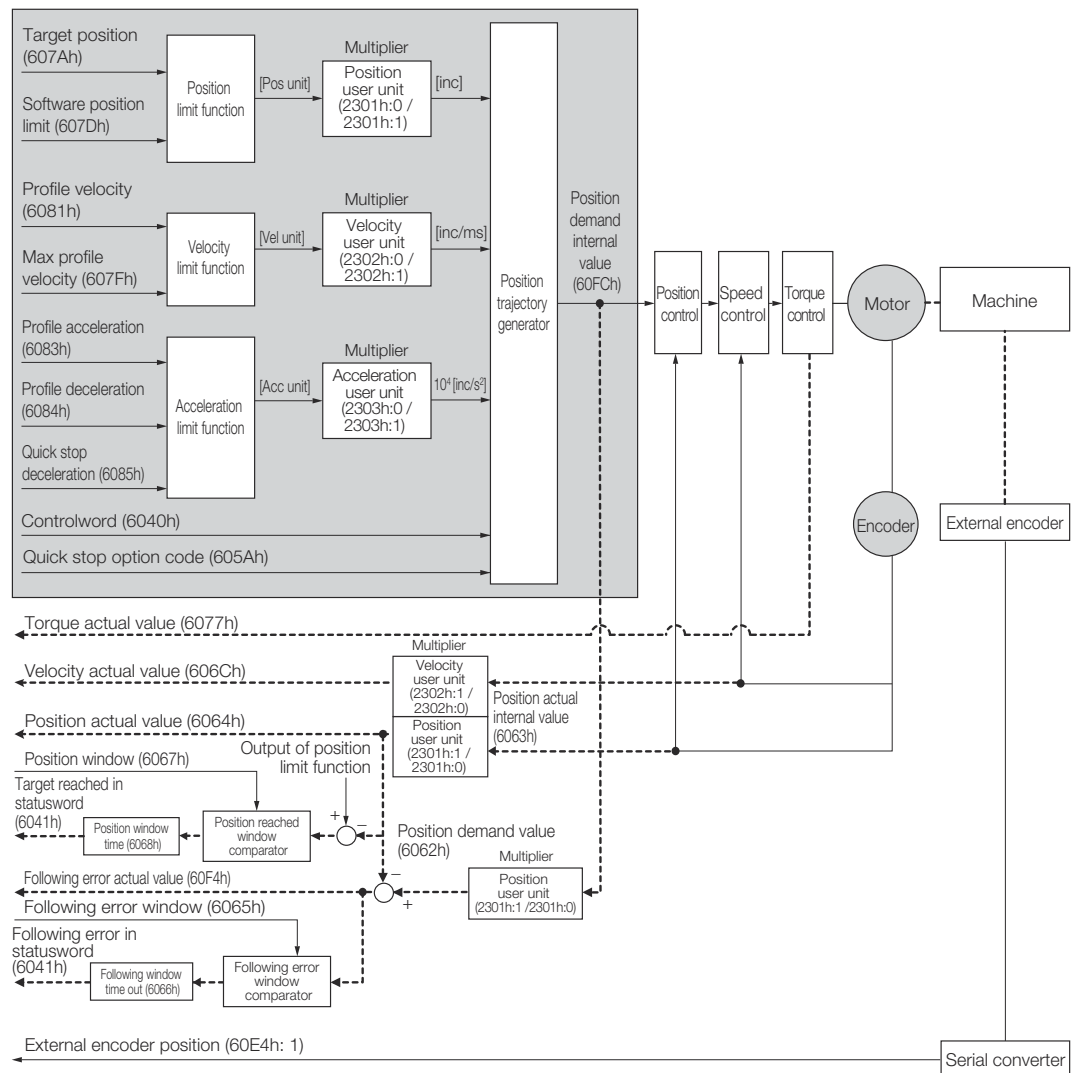 Target position
(607Ah)
Software position
limit (607Dh)
Position
limit function
[Pos unit]
Multiplier
Position
user unit
(2301h:0 /
2301h:1)
[inc]
Profile velocity
(6081h)
Max profile
velocity (607Fh)
Velocity
limit function
[Vel unit]
Multiplier
Velocity
user unit
(2302h:0 /
2302h:1)
[inc/ms]
Profile acceleration
(6083h)
Profile deceleration
(6084h)
Quick stop
deceleration (6085h)
Acceleration
limit function
[Acc unit]
Multiplier
Acceleration
user unit
(2303h:0 /
2303h:1)
10⁴ [inc/s²]
Controlword (6040h)
Quick stop option code (605Ah)
Position
trajectory
generator
Position
demand
internal
value
(60FCh)
Position
control
Speed
control
Torque
control
Motor
Machine
Encoder
External encoder
Torque actual value (6077h)
Velocity actual value (606Ch)
Multiplier
Velocity
user unit
(2302h:1 /
2302h:0)
Position actual
internal value
(6063h)
Position actual value (6064h)
Position
user unit
(2301h:1 /
2301h:0)
Position window (6067h)
Output of position
limit function
Target reached in
statusword
(6041h)
Position window
time (6068h)
Position reached
window
comparator
+
−
Position demand value
(6062h)
Multiplier
Position
user unit
(2301h:1 /2301h:0)
−
+
Following error actual value (60F4h)
Following error window (6065h)
Following error in
statusword
(6041h)
Following window
time out (6066h)
Following error
window
comparator
External encoder position (60E4h: 1)
Serial converter